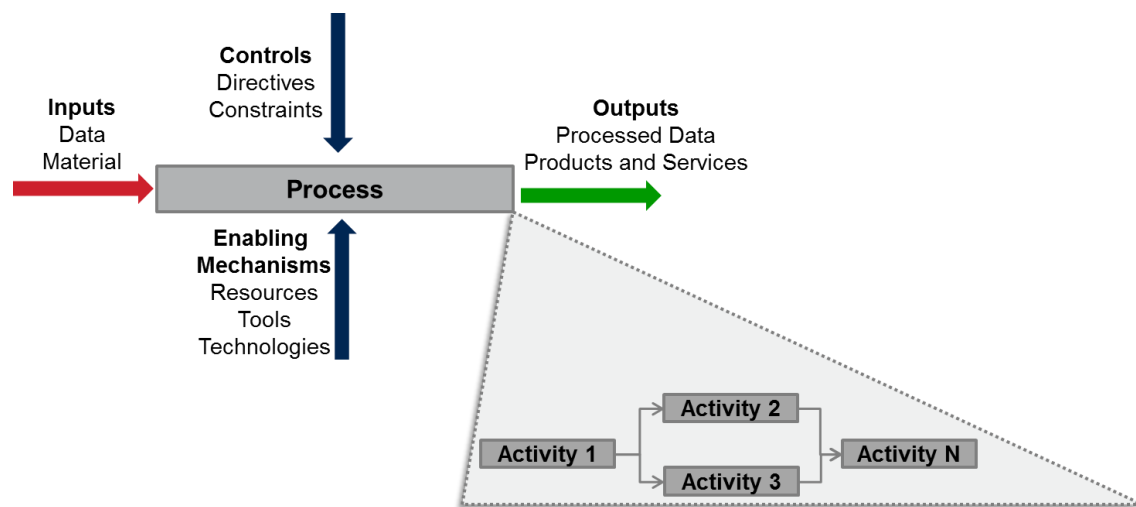 Controls
Directives
Constraints
Inputs
Data
Material
Outputs
Processed Data
Products and Services
Process
Enabling
Mechanisms
Resources
Tools
Technologies
Activity 1
Activity 2
Activity 3
Activity N